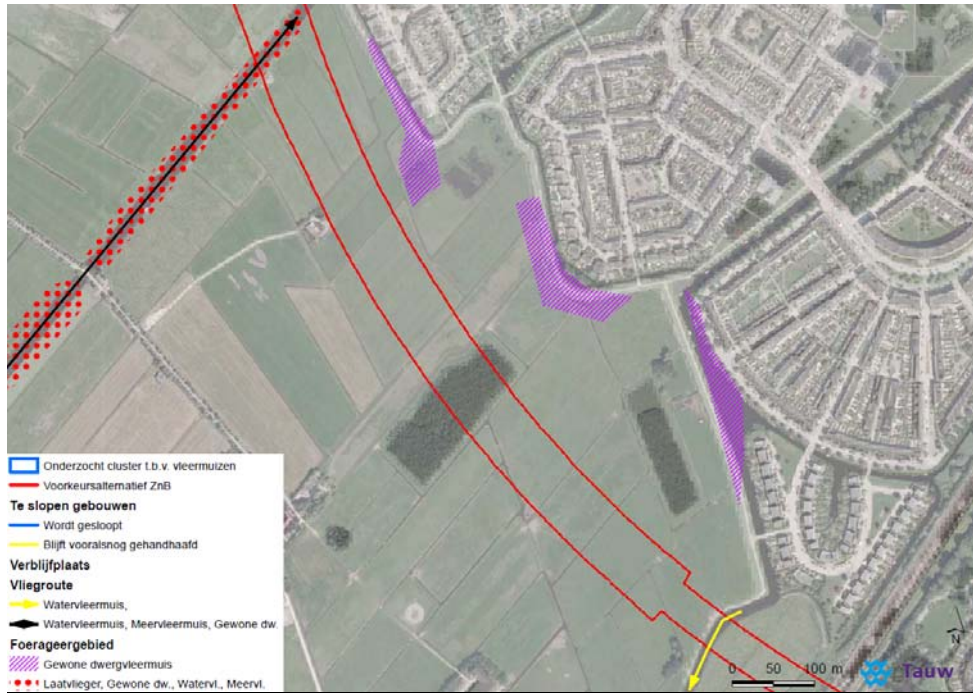 Onderzocht cluster t.b.v. vleermuizen
Voorkeursalternatief ZnB
Te slopen gebouwen
Wordt gesloopt
Blijft vooralsnog gehandhaafd
Verblijfplaats
Vliegroute
Watervleermuis,
Watervleermuis, Meervleermuis, Gewone dw.
Foerageergebied
Gewone dwergvleermuis
Laatvlieger, Gewone dw., Watervl., Meervl.
0 50 100 m
N
Tauw